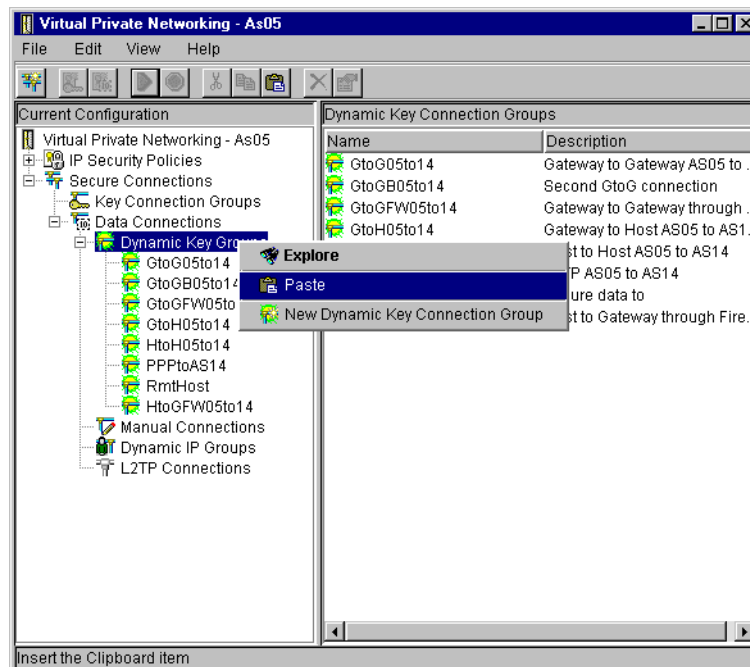 Virtual Private Networking - As05
File Edit View Help
Current Configuration
Virtual Private Networking - As05
IP Security Policies
Secure Connections
Key Connection Groups
Data Connections
Dynamic Key Groups
GtoG05to14
GtoGB05to14
GtoGFW05to
GtoH05to14
HtoH05to14
PPPtoAS14
RmtHost
HtoGFW05to14
Manual Connections
Dynamic IP Groups
L2TP Connections
Explore
Paste
New Dynamic Key Connection Group
Dynamic Key Connection Groups
Name Description
GtoG05to14 Gateway to Gateway AS05 to .
GtoGB05to14 Second GtoG connection
GtoGFW05to14 Gateway to Gateway through .
GtoH05to14 Gateway to Host AS05 to AS1.
st to Host AS05 to AS14
P AS05 to AS14
ure data to
st to Gateway through Fire.
Insert the Clipboard item